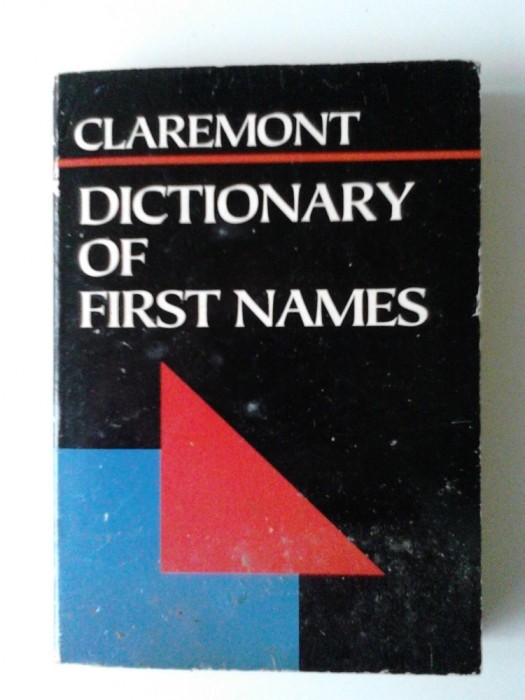 CLAREMONT
DICTIONARY
OF
FIRST NAMES